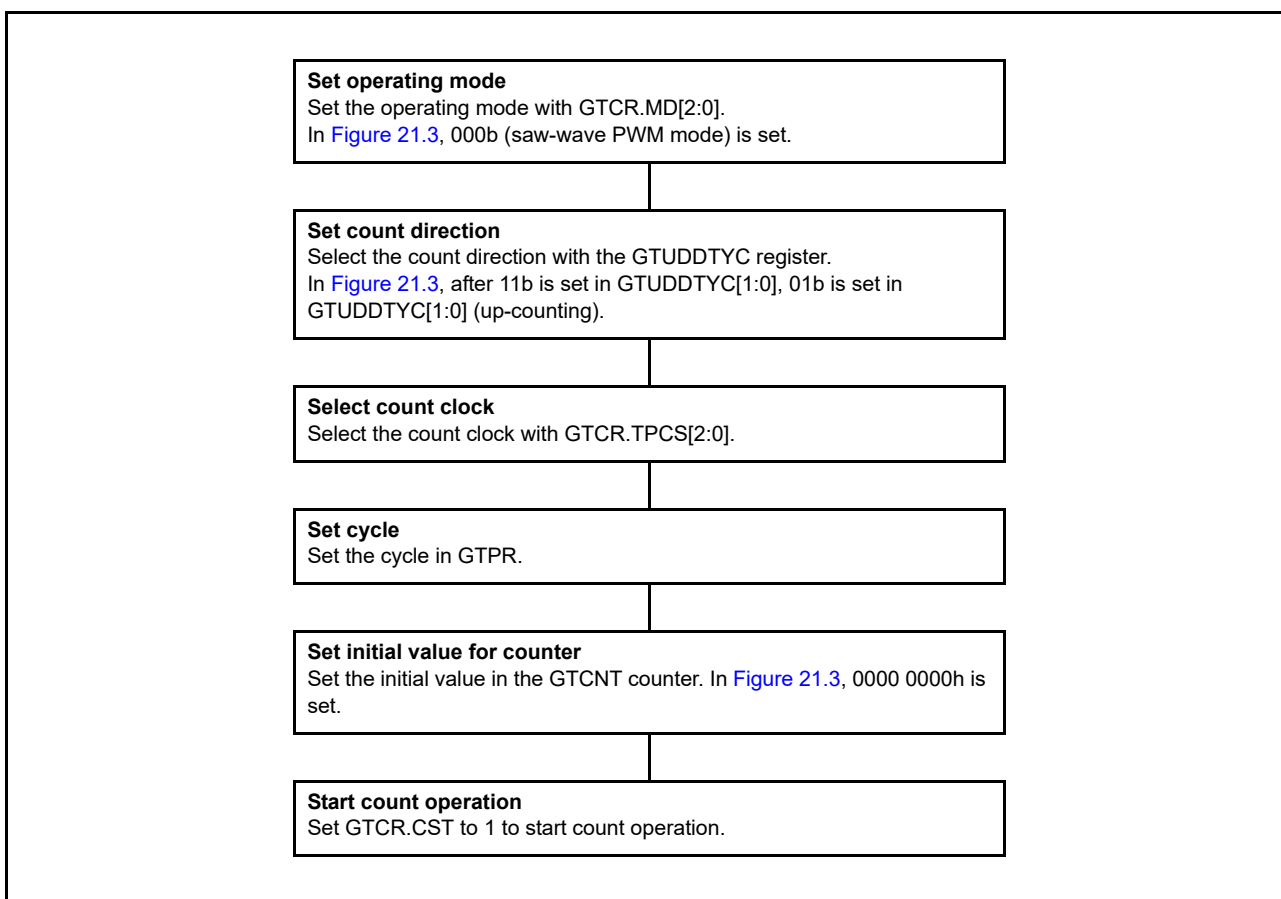 Set operating mode
Set the operating mode with GTCR.MD[2:0].
In Figure 21.3, 000b (saw-wave PWM mode) is set.
Set count direction
Select the count direction with the GTUDDTYC register.
In Figure 21.3, after 11b is set in GTUDDTYC[1:0], 01b is set in
GTUDDTYC[1:0] (up-counting).
Select count clock
Select the count clock with GTCR.TPCS[2:0].
Set cycle
Set the cycle in GTPR.
Set initial value for counter
Set the initial value in the GTCNT counter. In Figure 21.3, 0000 0000h is
set.
Start count operation
Set GTCR.CST to 1 to start count operation.